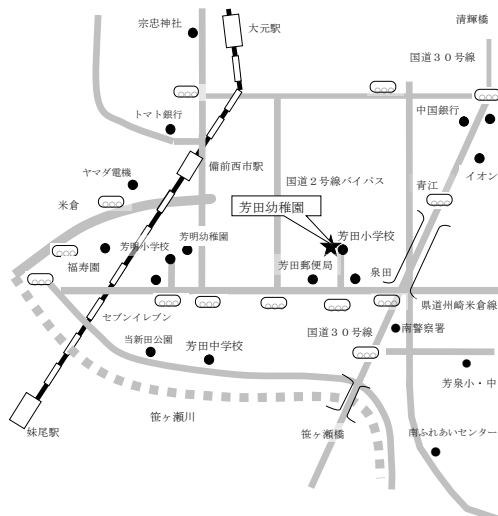 宗忠神社
大元駅
清輝橋
国道３０号線
中国銀行
トマト銀行
イオン
備前西市駅
ヤマダ電機
国道２号線バイパス
青江
米倉
芳田幼稚園
芳明幼稚園
芳田小学校
芳明小学校
福寿園
芳田郵便局
泉田
セブンイレブン
県道州崎米倉線
国道３０号線
南警察署
当新田公園
芳田中学校
芳泉小・中
笹ヶ瀬川
妹尾駅
笹ヶ瀬橋
南ふれあいセンター